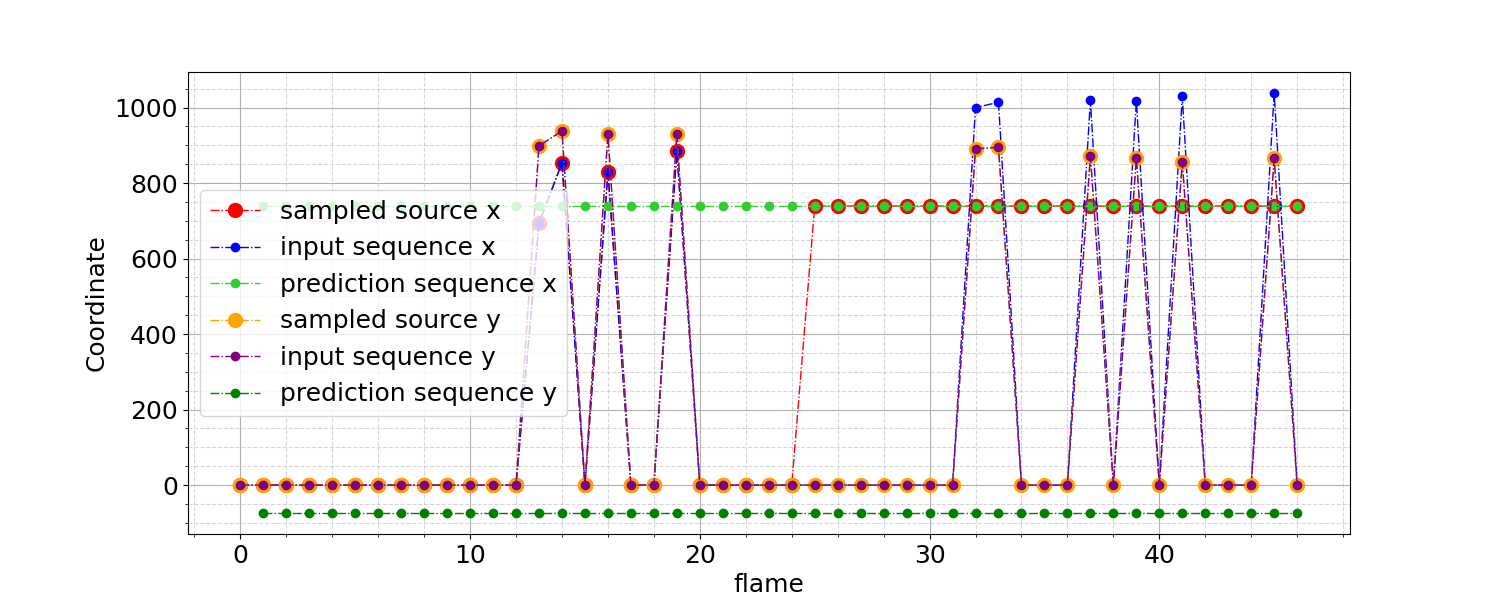 1000
800
600
400
200
0
Coordinate
sampled source x
input sequence x
prediction sequence x
sampled source y
input sequence y
prediction sequence y
0 10 20 30 40
flame